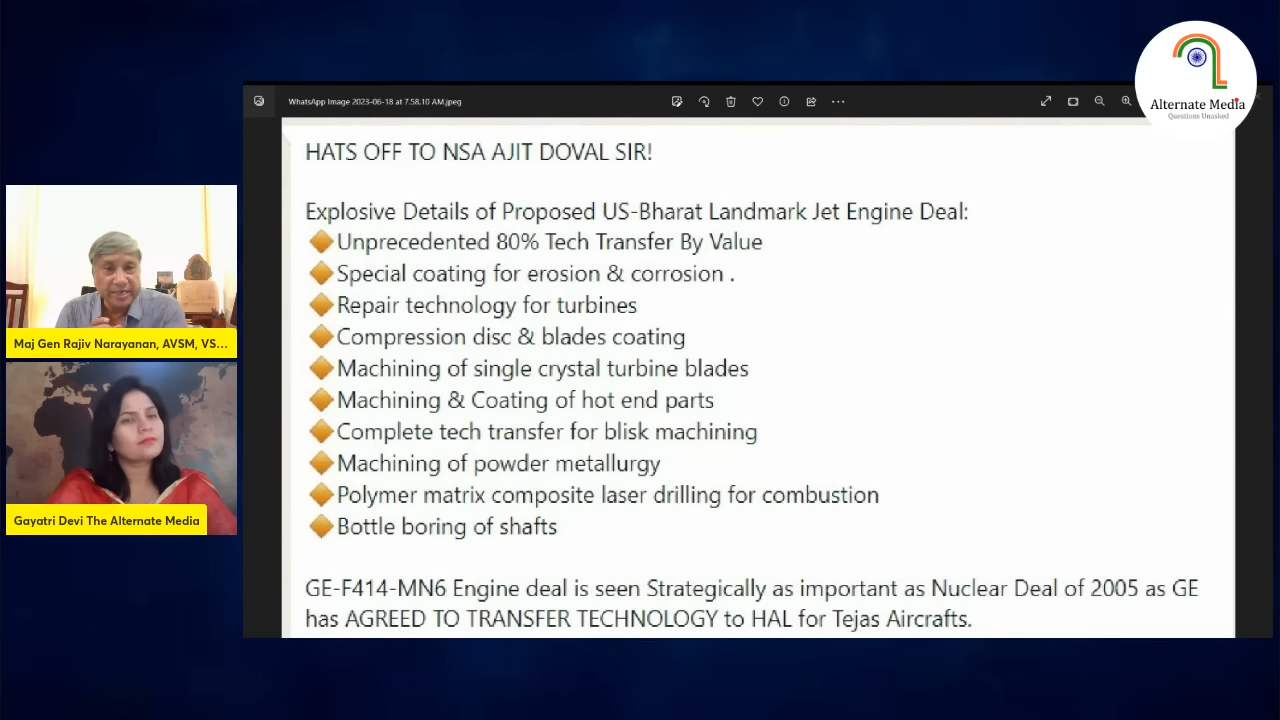 Alternate Media
Questions Unasked
WhatsApp Image 2023-06-18 at 7.58.10 AM.jpeg
HATS OFF TO NSA AJIT DOVAL SIR!
Explosive Details of Proposed US-Bharat Landmark Jet Engine Deal:
🔶Unprecedented 80% Tech Transfer By Value
🔶Special coating for erosion & corrosion .
🔶Repair technology for turbines
🔶Compression disc & blades coating
🔶Machining of single crystal turbine blades
🔶Machining & Coating of hot end parts
🔶Complete tech transfer for blisk machining
🔶Machining of powder metallurgy
🔶Polymer matrix composite laser drilling for combustion
🔶Bottle boring of shafts
GE-F414-MN6 Engine deal is seen Strategically as important as Nuclear Deal of 2005 as GE
has AGREED TO TRANSFER TECHNOLOGY to HAL for Tejas Aircrafts.
Maj Gen Rajiv Narayanan, AVSM, VS...
Gayatri Devi The Alternate Media